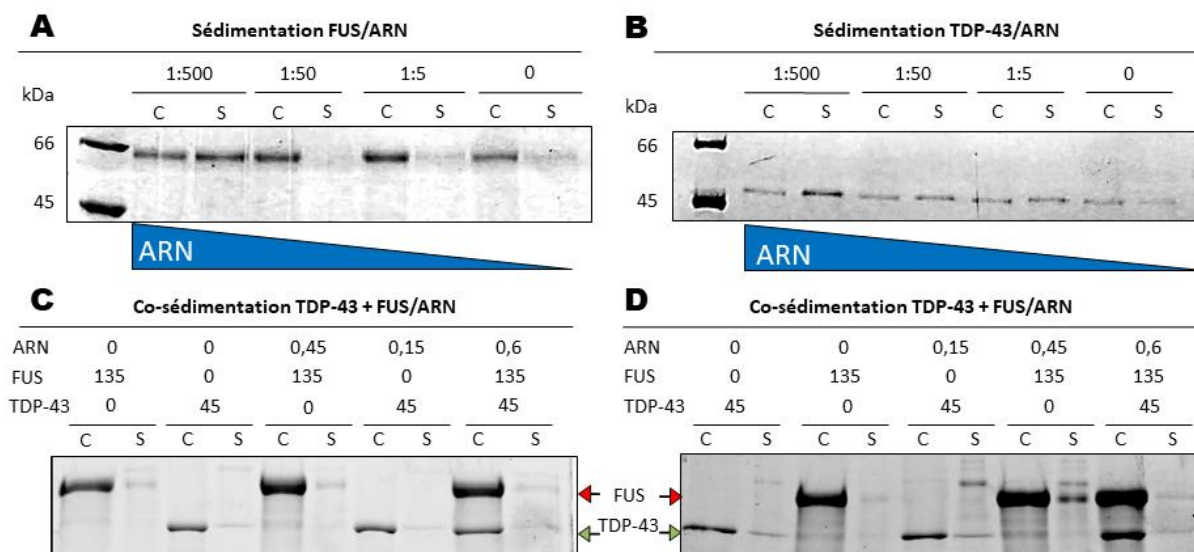 A
Sédimentation FUS/ARN
1:500 1:50 1:5 0
kDa
C S C S C S C S
66
45
ARN
B
Sédimentation TDP-43/ARN
1:500 1:50 1:5 0
kDa
C S C S C S C S
66
45
ARN
C
Co-sédimentation TDP-43 + FUS/ARN
ARN 0 0 0,45 0,15 0,6
FUS 135 0 135 0 135
TDP-43 0 45 0 45 45
C S C S C S C S C S
FUS
TDP-43
D
Co-sédimentation TDP-43 + FUS/ARN
ARN 0 0 0,15 0,45 0,6
FUS 0 135 0 135 135
TDP-43 45 0 45 0 45
C S C S C S C S C S